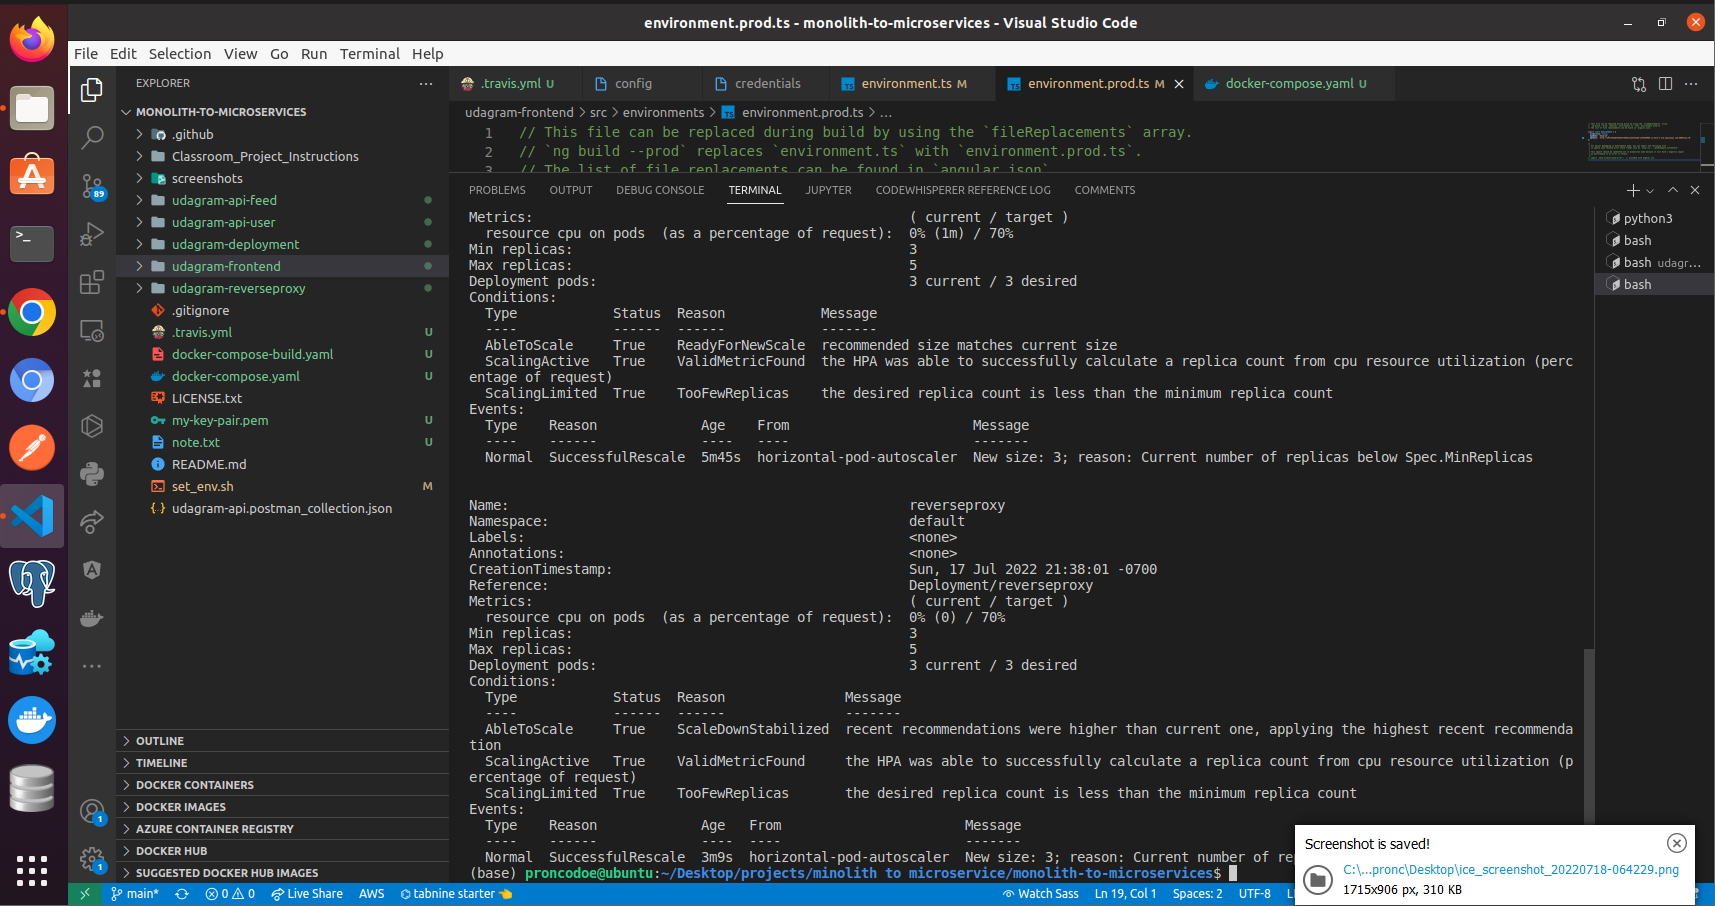 environment.prod.ts - monolith-to-microservices - Visual Studio Code
File Edit Selection View Go Run Terminal Help
EXPLORER
.travis.yml U
config
credentials
environment.ts M
environment.prod.ts M
docker-compose.yaml U
MONOLITH-TO-MICROSERVICES
.github
Classroom_Project_Instructions
screenshots
udagram-api-feed
udagram-api-user
udagram-deployment
udagram-frontend
udagram-reverseproxy
.gitignore
.travis.yml U
docker-compose-build.yaml U
docker-compose.yaml U
LICENSE.txt
my-key-pair.pem U
note.txt U
README.md
set_env.sh M
udagram-api.postman_collection.json
OUTLINE
TIMELINE
DOCKER CONTAINERS
DOCKER IMAGES
AZURE CONTAINER REGISTRY
DOCKER HUB
SUGGESTED DOCKER HUB IMAGES
89
1
1
udagram-frontend > src > environments > environment.prod.ts > ...
1 // This file can be replaced during build by using the `fileReplacements` array.
2 // `ng build --prod` replaces `environment.ts` with `environment.prod.ts`.
3 // The list of file replacements can be found in `angular.json`
PROBLEMS OUTPUT DEBUG CONSOLE TERMINAL JUPYTER CODEWHISPERER REFERENCE LOG COMMENTS
python3
bash
bash udagr...
bash
Metrics: ( current / target )
resource cpu on pods (as a percentage of request): 0% (1m) / 70%
Min replicas: 3
Max replicas: 5
Deployment pods: 3 current / 3 desired
Conditions:
Type Status Reason Message
---- ------ ------ -------
AbleToScale True ReadyForNewScale recommended size matches current size
ScalingActive True ValidMetricFound the HPA was able to successfully calculate a replica count from cpu resource utilization (perc
entage of request)
ScalingLimited True TooFewReplicas the desired replica count is less than the minimum replica count
Events:
Type Reason Age From Message
---- ------ ---- ---- -------
Normal SuccessfulRescale 5m45s horizontal-pod-autoscaler New size: 3; reason: Current number of replicas below Spec.MinReplicas
Name: reverseproxy
Namespace: default
Labels: <none>
Annotations: <none>
CreationTimestamp: Sun, 17 Jul 2022 21:38:01 -0700
Reference: Deployment/reverseproxy
Metrics: ( current / target )
resource cpu on pods (as a percentage of request): 0% (0) / 70%
Min replicas: 3
Max replicas: 5
Deployment pods: 3 current / 3 desired
Conditions:
Type Status Reason Message
---- ------ ------ -------
AbleToScale True ScaleDownStabilized recent recommendations were higher than current one, applying the highest recent recommenda
tion
ScalingActive True ValidMetricFound the HPA was able to successfully calculate a replica count from cpu resource utilization (p
ercentage of request)
ScalingLimited True TooFewReplicas the desired replica count is less than the minimum replica count
Events:
Type Reason Age From Message
---- ------ ---- ---- -------
Normal SuccessfulRescale 3m9s horizontal-pod-autoscaler New size: 3; reason: Current number of rep
(base) proncodoe@ubuntu:~/Desktop/projects/minolith to microservice/monolith-to-microservices$
Screenshot is saved!
C:\...pronc\Desktop\ice_screenshot_20220718-064229.png
1715x906 px, 310 KB
main* 0 0 Live Share AWS tabnine starter Watch Sass Ln 19, Col 1 Spaces: 2 UTF-8